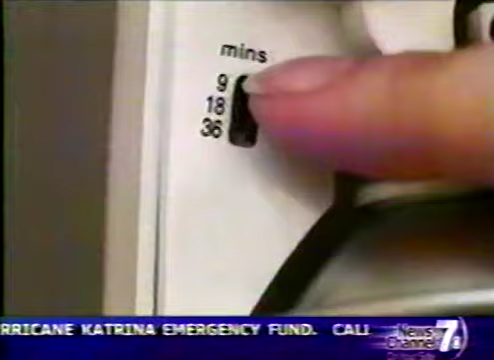 mins
9
18
36
RRICANE KATRINA EMERGENCY FUND. CALL
News
Channel 7